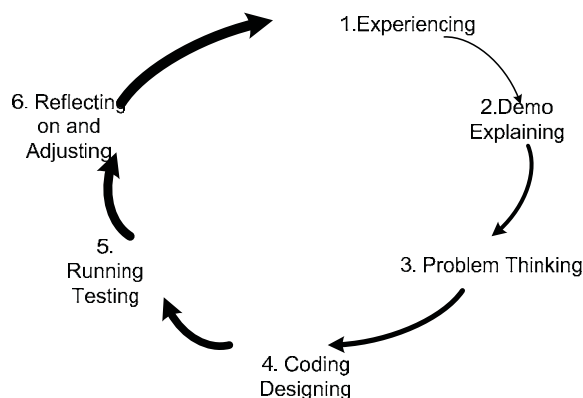 1.Experiencing
2.Demo
Explaining
3. Problem Thinking
4. Coding
Designing
5.
Running
Testing
6. Reflecting
on and
Adjusting